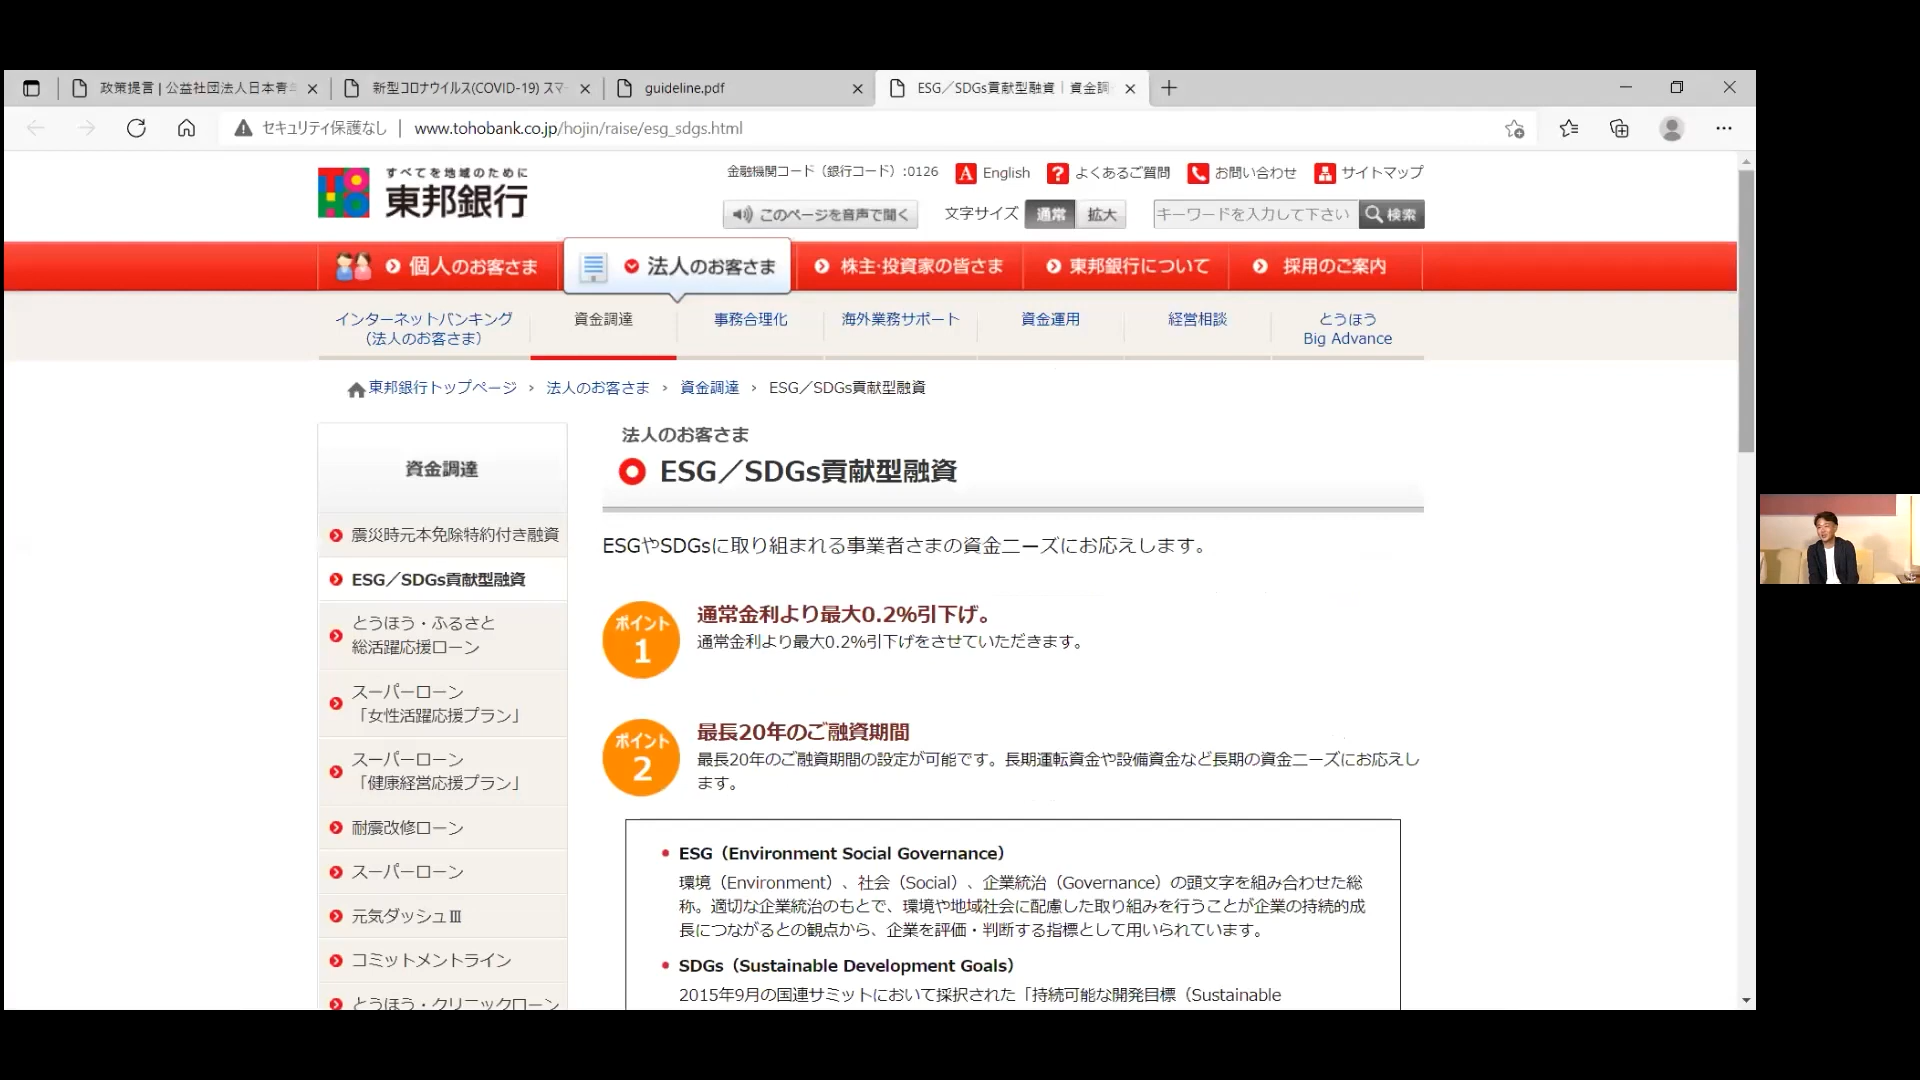 政策提言 | 公益社団法人日本青
新型コロナウイルス(COVID-19) スマ
guideline.pdf
ESG／SDGs貢献型融資｜資金調
セキュリティ保護なし
www.tohobank.co.jp/hojin/raise/esg_sdgs.html
TOHO
すべてを地域のために
東邦銀行
金融機関コード（銀行コード）:0126
English
よくあるご質問
お問い合わせ
サイトマップ
このページを音声で聞く
文字サイズ
通常
拡大
キーワードを入力して下さい
検索
個人のお客さま
法人のお客さま
株主・投資家の皆さま
東邦銀行について
採用のご案内
インターネットバンキング
（法人のお客さま）
資金調達
事務合理化
海外業務サポート
資金運用
経営相談
とうほう
Big Advance
東邦銀行トップページ › 法人のお客さま › 資金調達 › ESG／SDGs貢献型融資
資金調達
震災時元本免除特約付き融資
ESG／SDGs貢献型融資
とうほう・ふるさと
総活躍応援ローン
スーパーローン
「女性活躍応援プラン」
スーパーローン
「健康経営応援プラン」
耐震改修ローン
スーパーローン
元気ダッシュⅢ
コミットメントライン
とうほう・クリニックローン
法人のお客さま
ESG／SDGs貢献型融資
ESGやSDGsに取り組まれる事業者さまの資金ニーズにお応えします。
ポイント
1
通常金利より最大0.2%引下げ。
通常金利より最大0.2%引下げをさせていただきます。
ポイント
2
最長20年のご融資期間
最長20年のご融資期間の設定が可能です。長期運転資金や設備資金など長期の資金ニーズにお応えし
ます。
ESG（Environment Social Governance）
環境（Environment）、社会（Social）、企業統治（Governance）の頭文字を組み合わせた総
称。適切な企業統治のもとで、環境や地域社会に配慮した取り組みを行うことが企業の持続的成
長につながるとの観点から、企業を評価・判断する指標として用いられています。
SDGs（Sustainable Development Goals）
2015年9月の国連サミットにおいて採択された「持続可能な開発目標（Sustainable